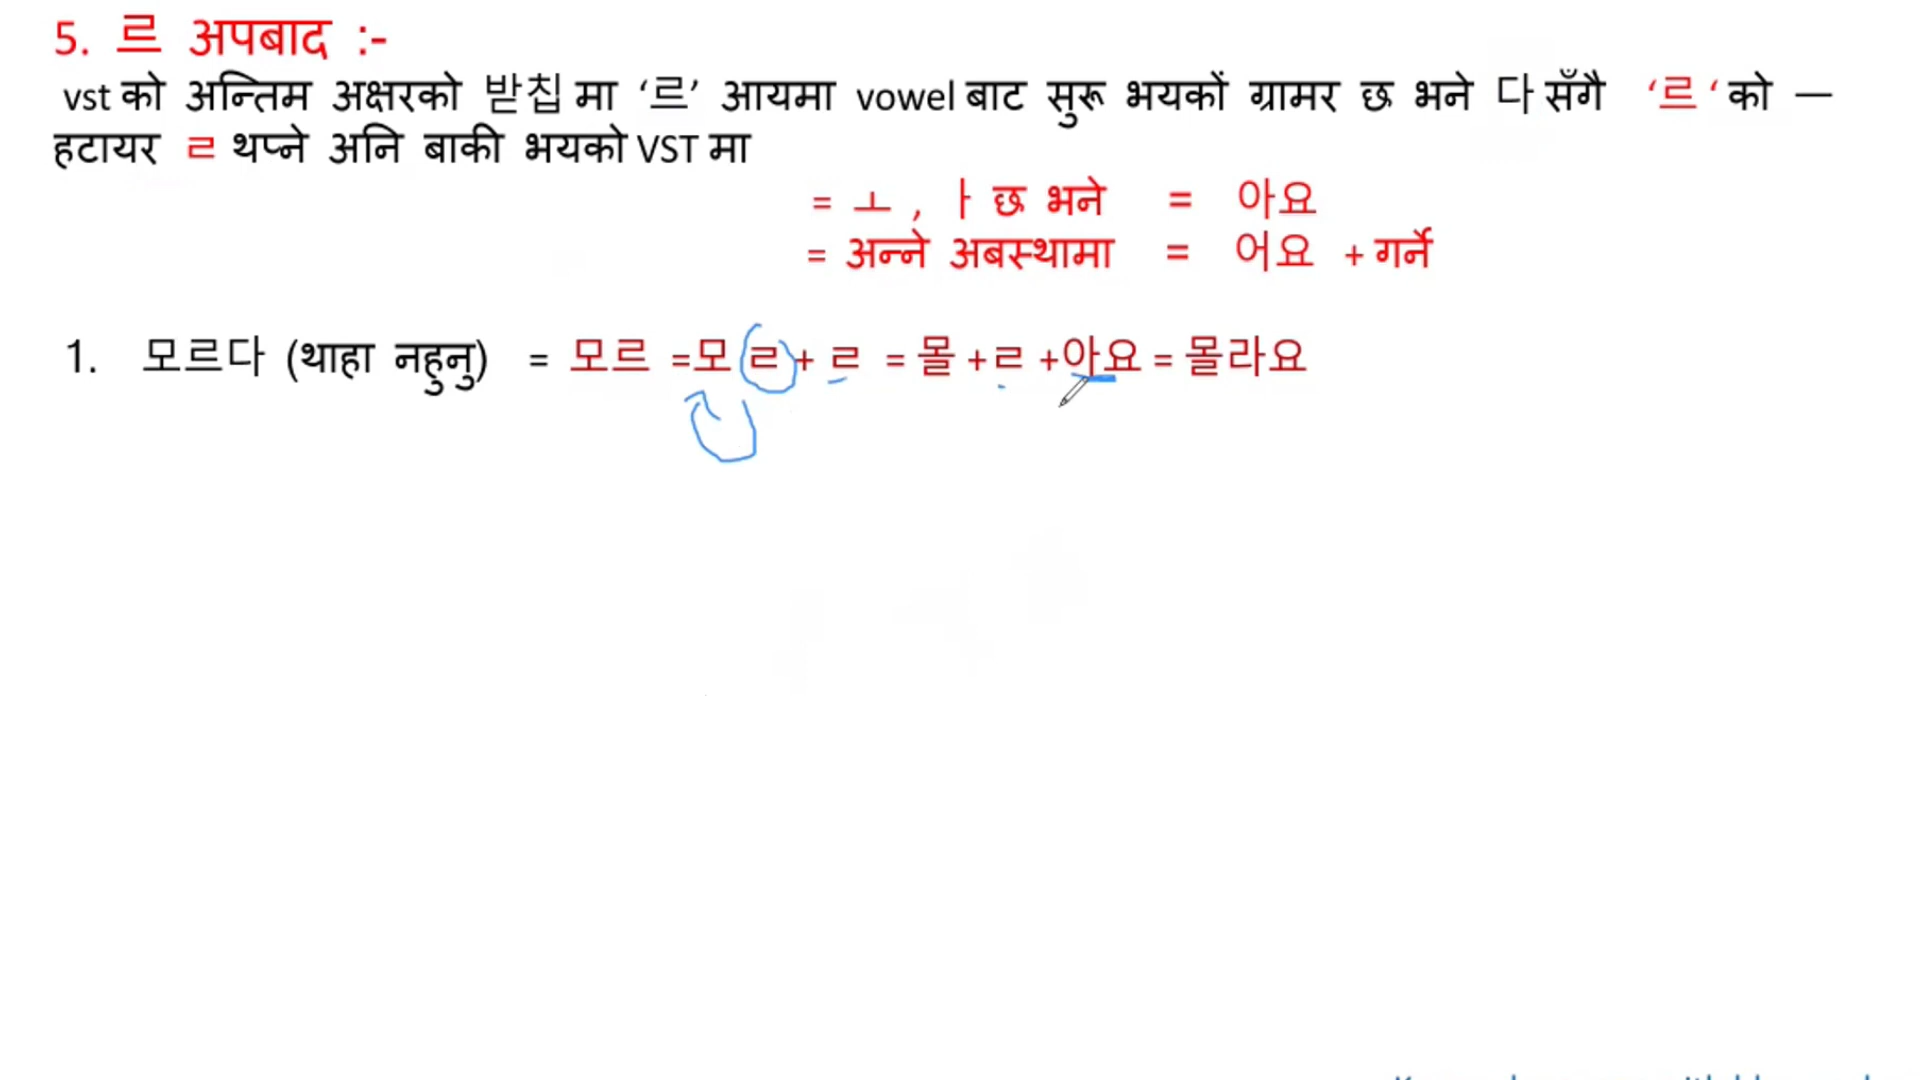 5. 르 अपबाद :-
vst को अन्तिम अक्षरको 받침 मा ‘르’ आयमा vowel बाट सुरू भयकों ग्रामर छ भने 다 सँगै ‘르‘ को ㅡ
हटायर ㄹ थप्ने अनि बाकी भयको VST मा
= ㅗ , ㅏ छ भने = 아요
= अन्ने अबस्थामा = 어요 + गर्ने
1. 모르다 (थाहा नहुनु) = 모르 =모 ㄹ + ㄹ = 몰 +ㄹ +아요 = 몰라요